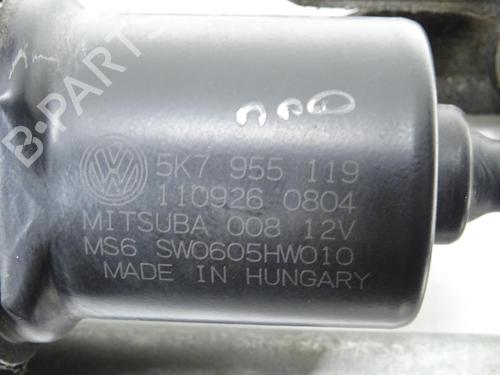 5K7 955 119
110926 0804
MITSUBA 008 12V
MS6 SW0605HW010
MADE IN HUNGARY
B-PARTS